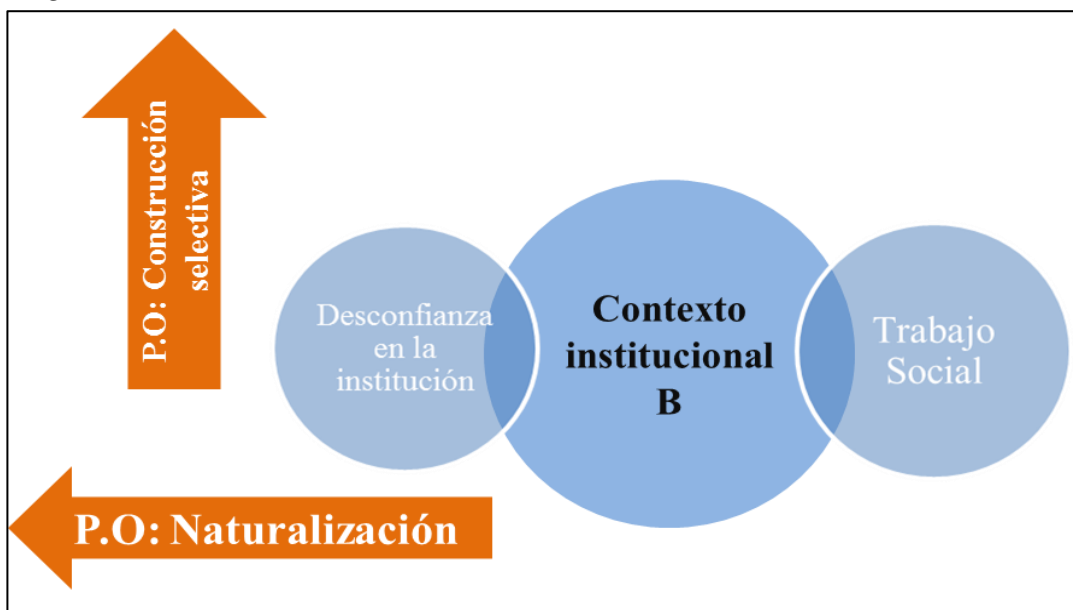 P.O: Construcción
selectiva
Desconfianza
en la
institución
Contexto
institucional
B
Trabajo
Social
P.O: Naturalización